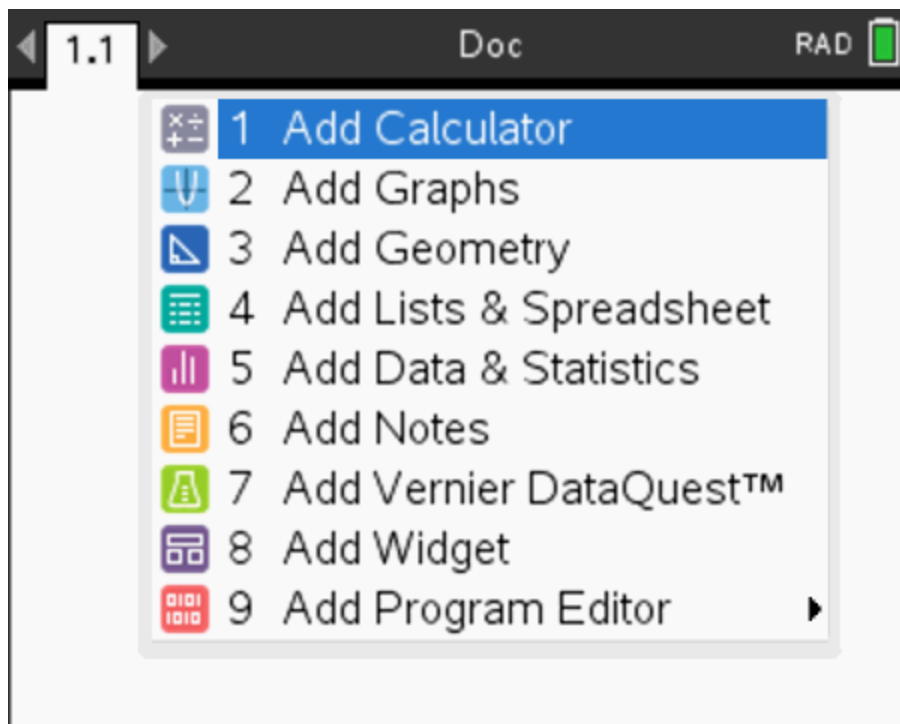 1.1 Doc RAD
1 Add Calculator
2 Add Graphs
3 Add Geometry
4 Add Lists & Spreadsheet
5 Add Data & Statistics
6 Add Notes
7 Add Vernier DataQuest™
8 Add Widget
9 Add Program Editor